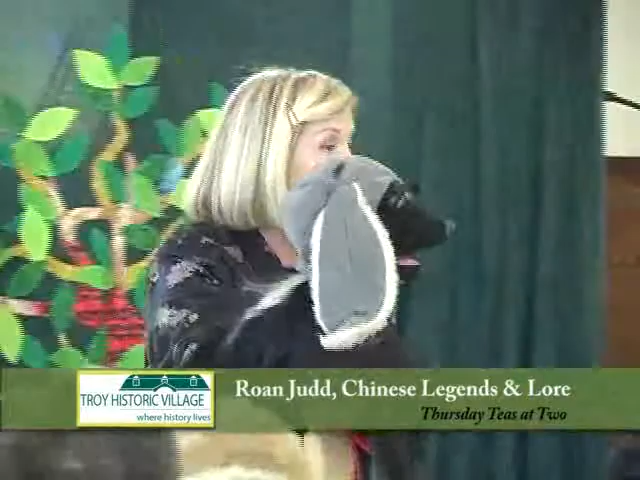 TROY HISTORIC VILLAGE
where history lives
Roan Judd, Chinese Legends & Lore
Thursday Teas at Two